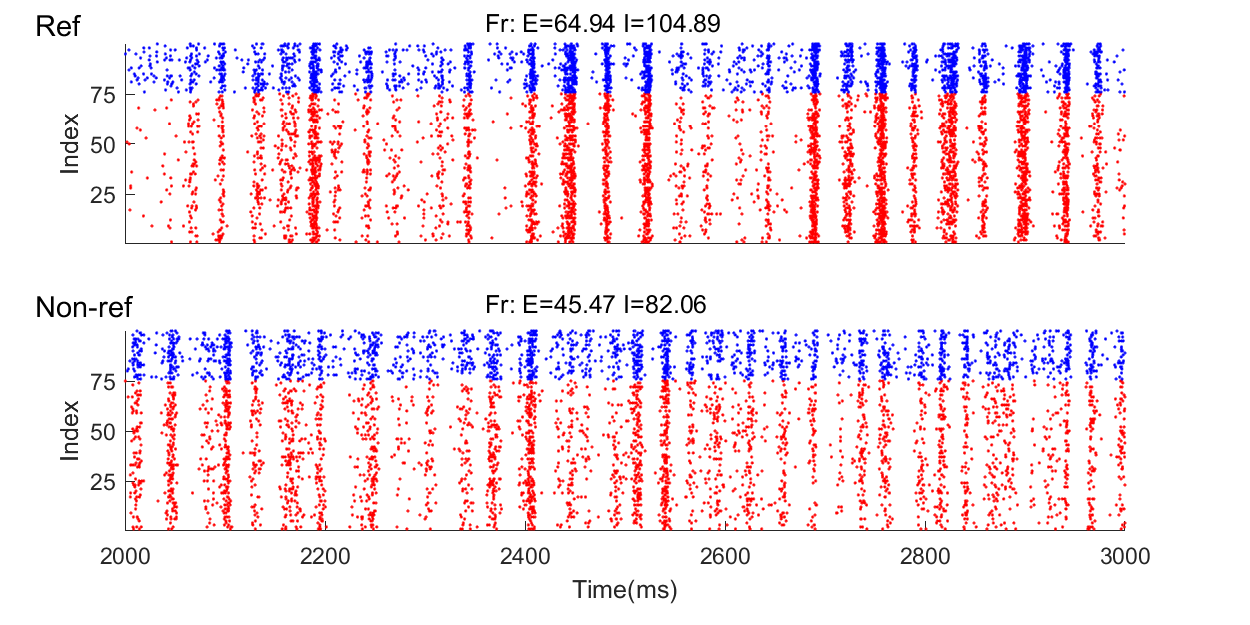 Ref
Fr: E=64.94 I=104.89
75
50
25
Index
Non-ref
Fr: E=45.47 I=82.06
75
50
25
Index
2000 2200 2400 2600 2800 3000
Time(ms)